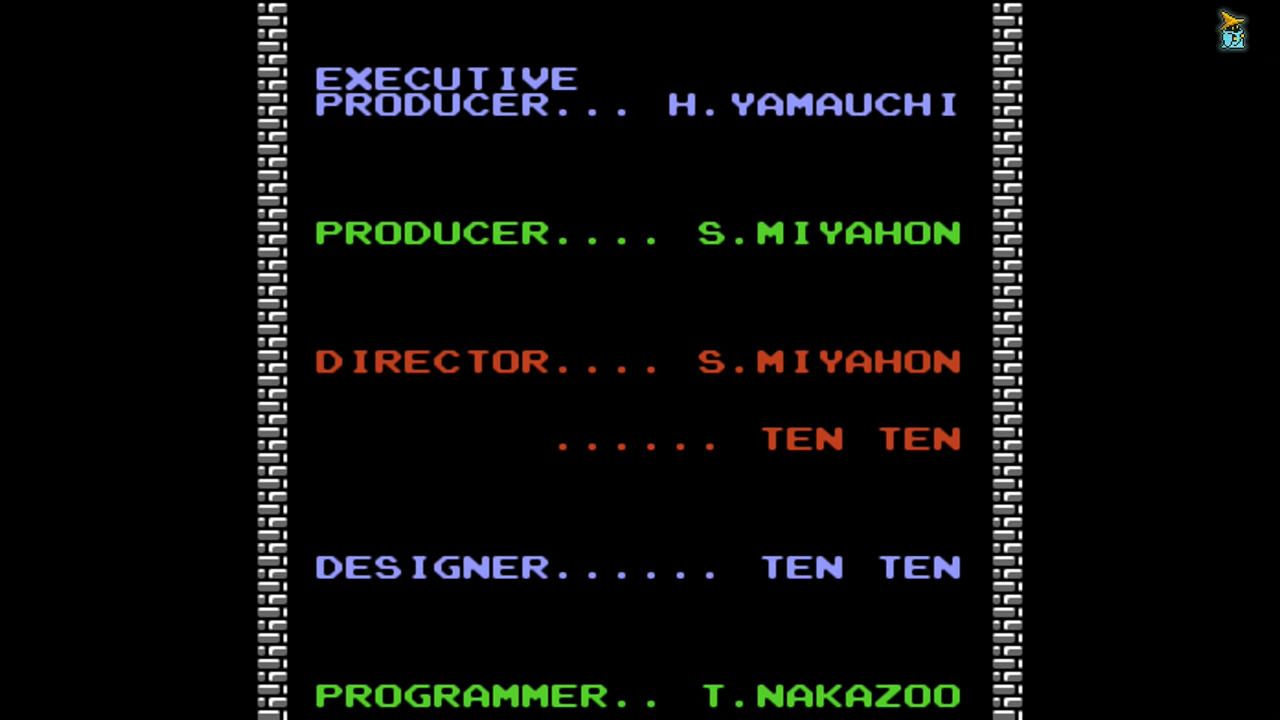 EXECUTIVE
PRODUCER... H.YAMAUCHI
PRODUCER.... S.MIYAHON
DIRECTOR.... S.MIYAHON
...... TEN TEN
DESIGNER...... TEN TEN
PROGRAMMER.. T.NAKAZOO